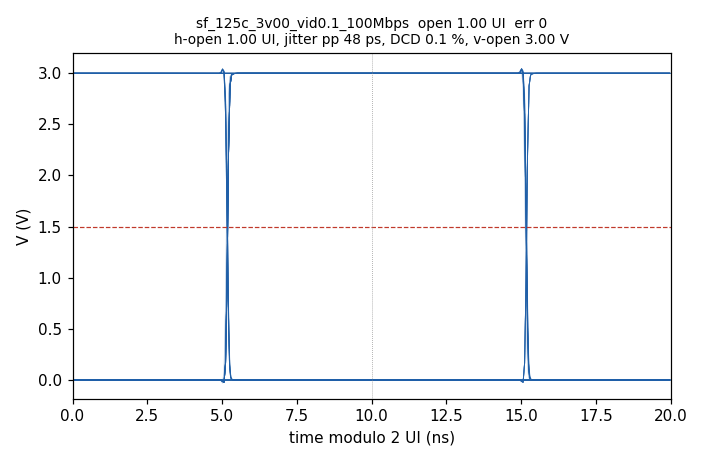 sf_125c_3v00_vid0.1_100Mbps  open 1.00 UI  err 0
h-open 1.00 UI, jitter pp 48 ps, DCD 0.1 %, v-open 3.00 V
3.0
2.5
2.0
1.5
1.0
0.5
0.0
V (V)
0.0 2.5 5.0 7.5 10.0 12.5 15.0 17.5 20.0
time modulo 2 UI (ns)